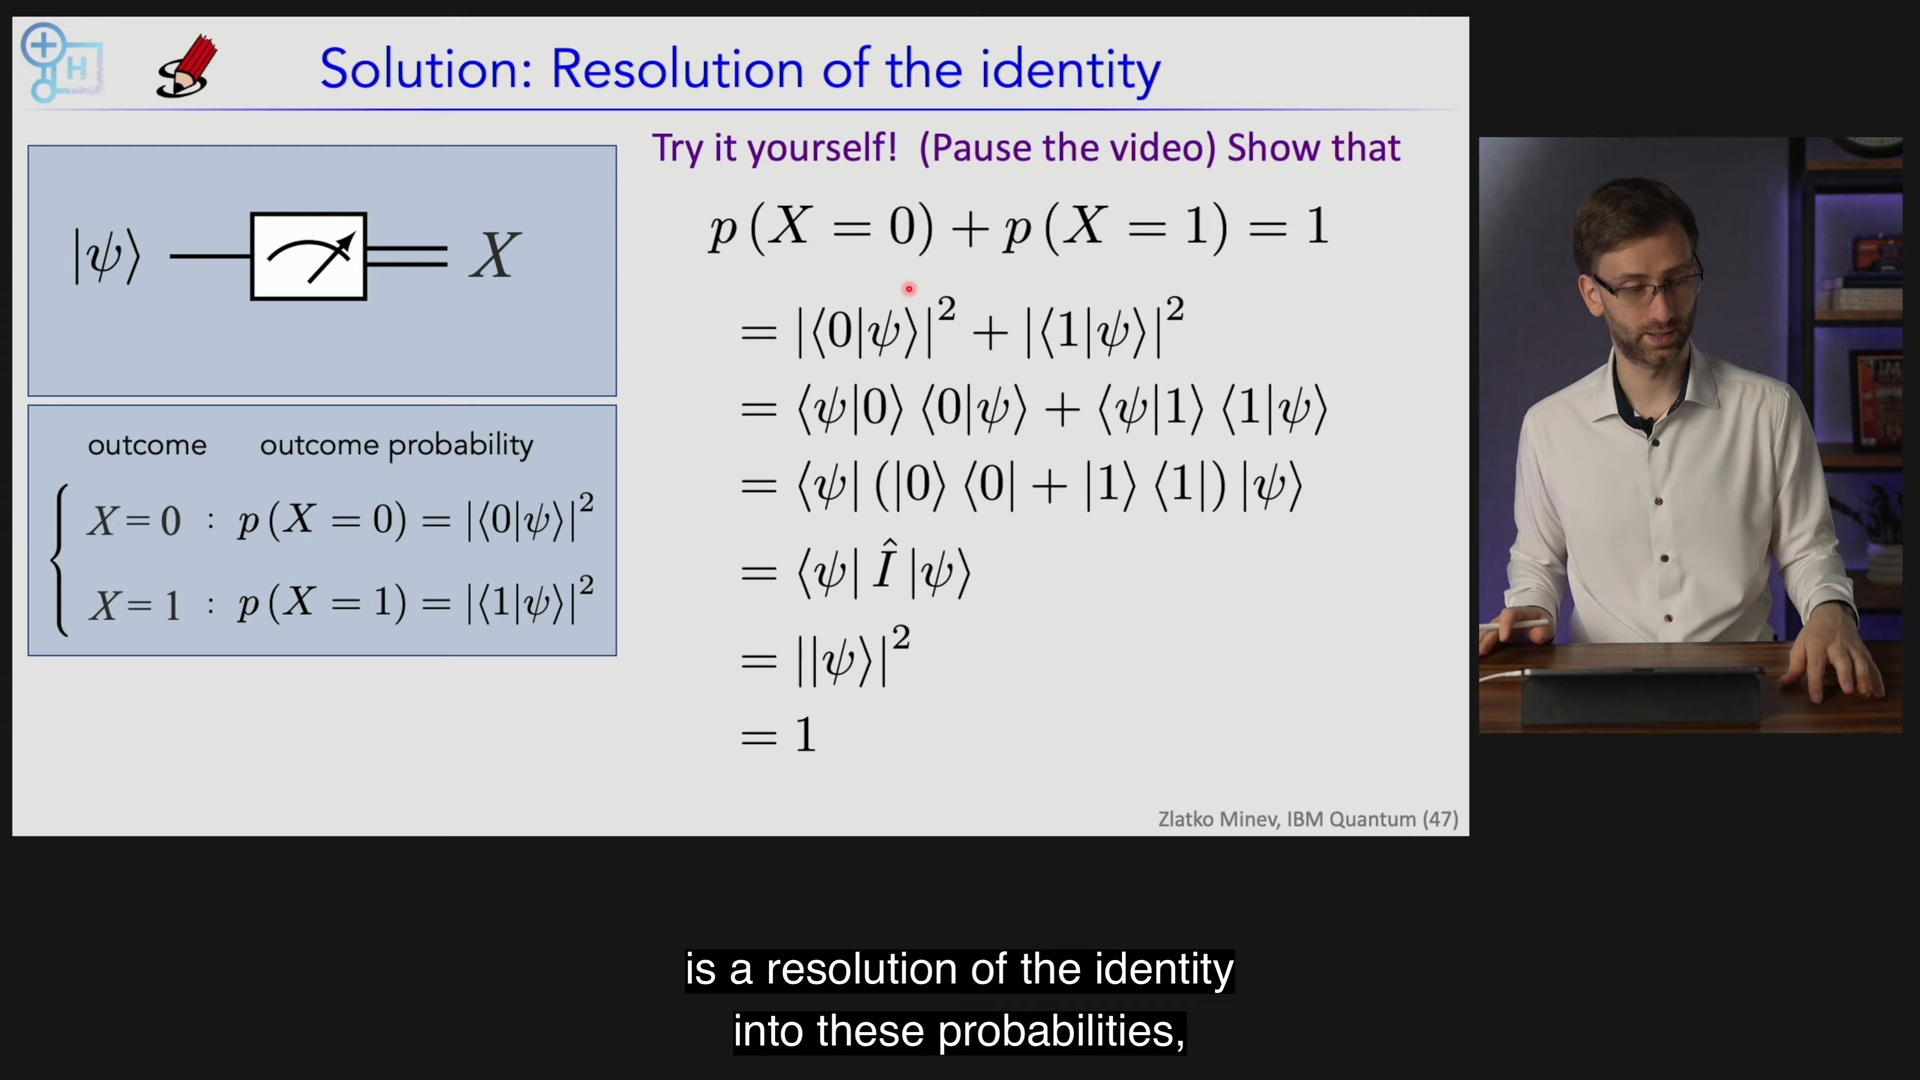 H
Solution: Resolution of the identity
Try it yourself! (Pause the video) Show that
|ψ⟩ X
outcome outcome probability
X = 0 : p (X = 0) = |⟨0|ψ⟩|²
X = 1 : p (X = 1) = |⟨1|ψ⟩|²
p (X = 0) + p (X = 1) = 1
= |⟨0|ψ⟩|² + |⟨1|ψ⟩|²
= ⟨ψ|0⟩ ⟨0|ψ⟩ + ⟨ψ|1⟩ ⟨1|ψ⟩
= ⟨ψ| (|0⟩ ⟨0| + |1⟩ ⟨1|) |ψ⟩
= ⟨ψ| Î |ψ⟩
= ||ψ⟩|²
= 1
Zlatko Minev, IBM Quantum (47)
is a resolution of the identity
into these probabilities,